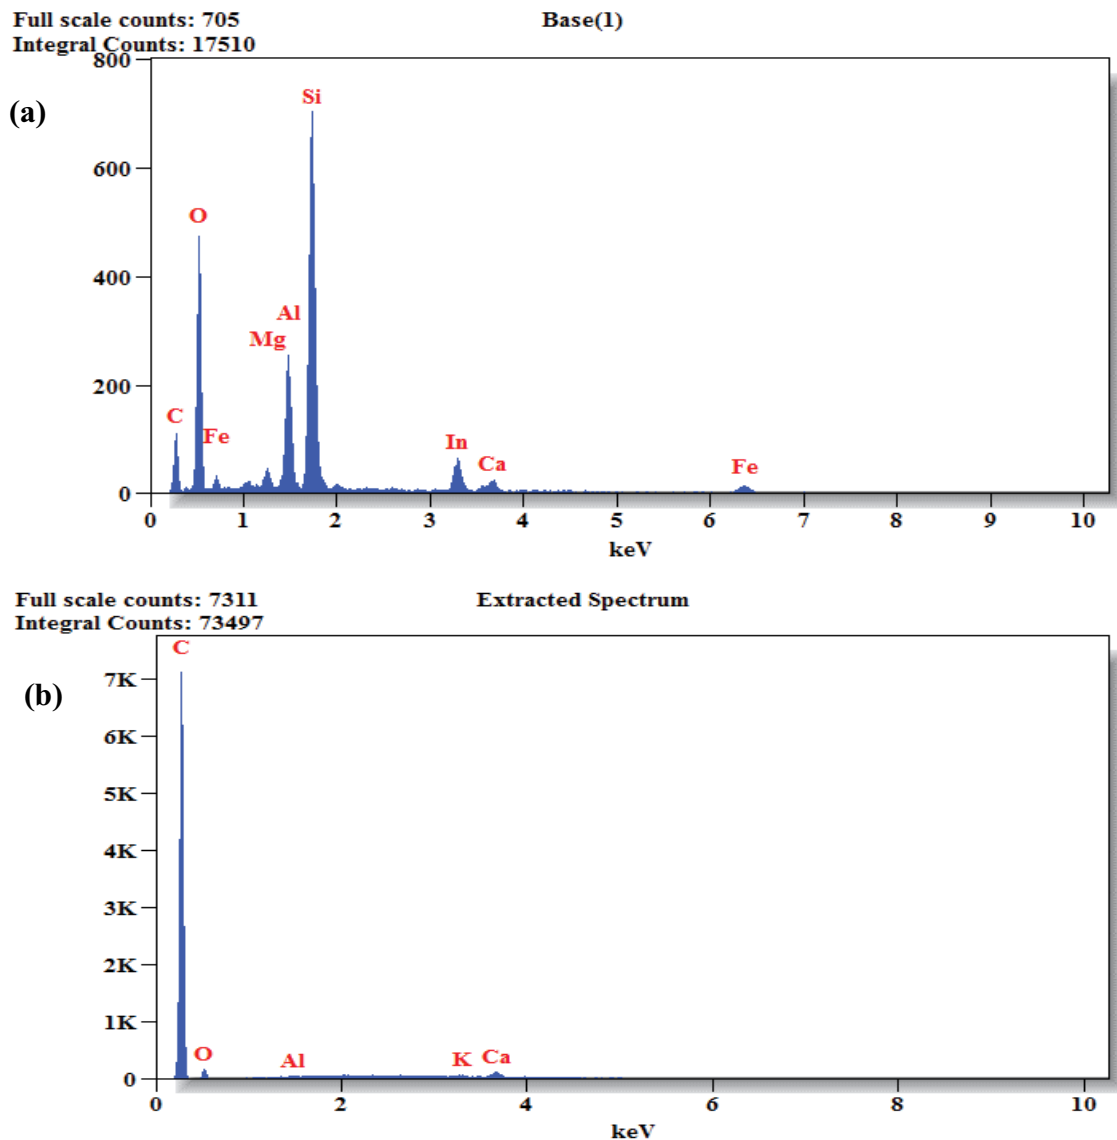 Full scale counts: 705
Base(1)
Integral Counts: 17510
(a)
800
600
400
200
0
Si
O
Al
Mg
C
Fe
In
Ca
Fe
0 1 2 3 4 5 6 7 8 9 10
keV
Full scale counts: 7311
Extracted Spectrum
Integral Counts: 73497
(b)
C
7K
6K
5K
4K
3K
2K
1K
0
O
Al
K
Ca
0 2 4 6 8 10
keV